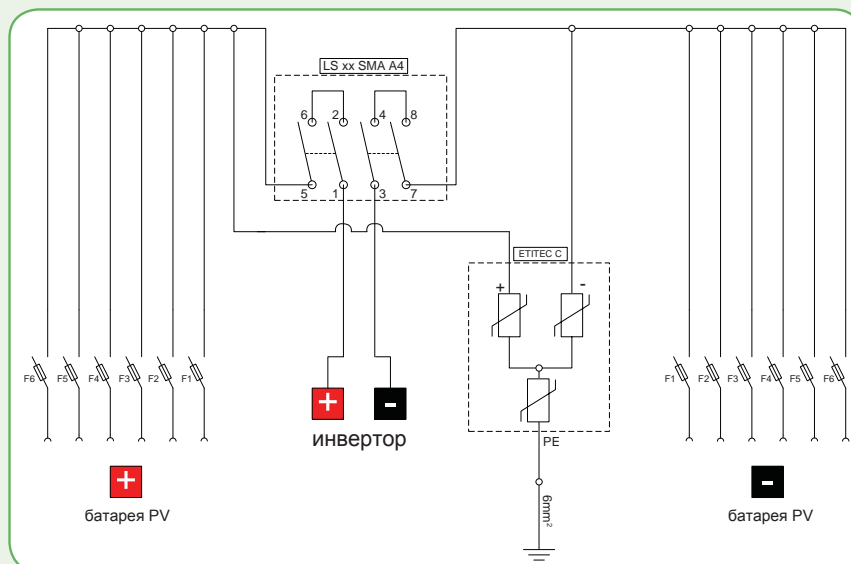 LS xx SMA A4
6 2 4 8
5 1 3 7
ETITEC C
+ -
F6 F5 F4 F3 F2 F1
F1 F2 F3 F4 F5 F6
+ -
инвертор
PE
6mm²
+
батарея PV
-
батарея PV